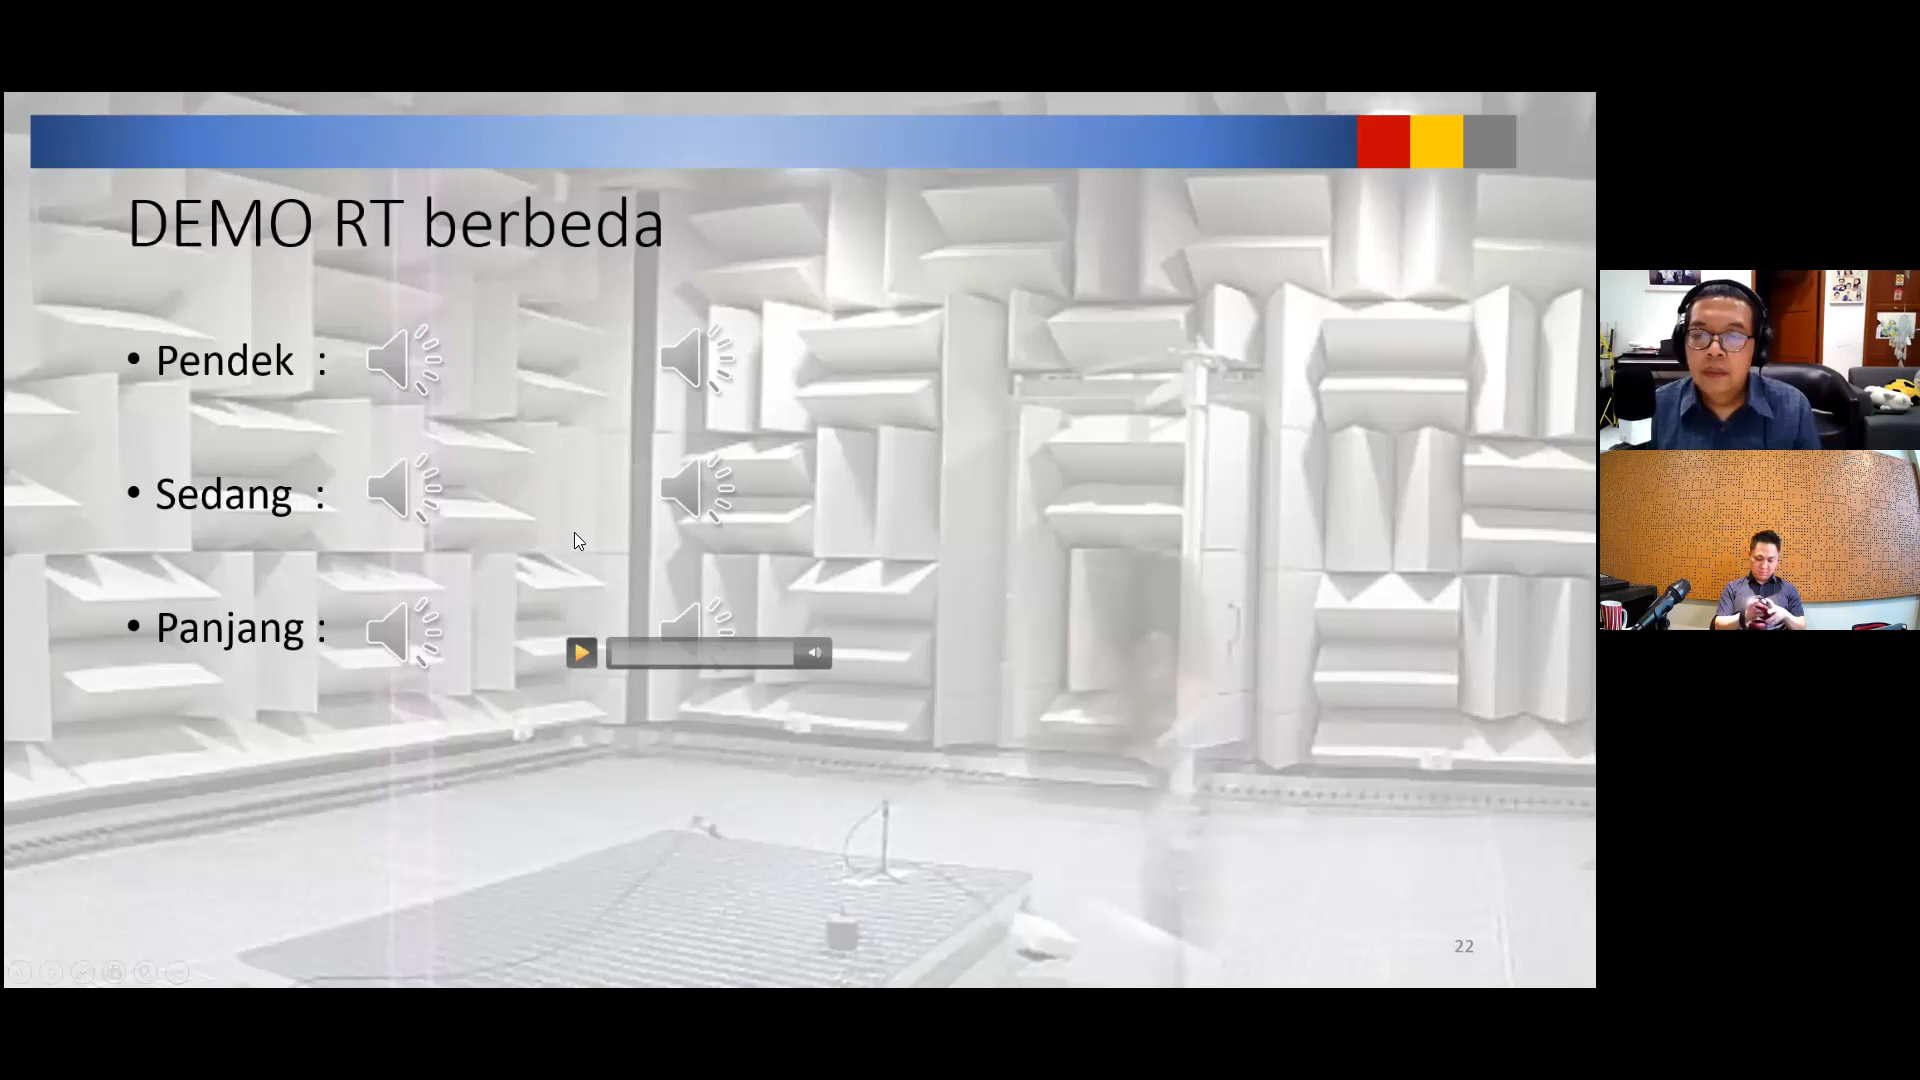 DEMO RT berbeda
• Pendek :
• Sedang :
• Panjang :
22